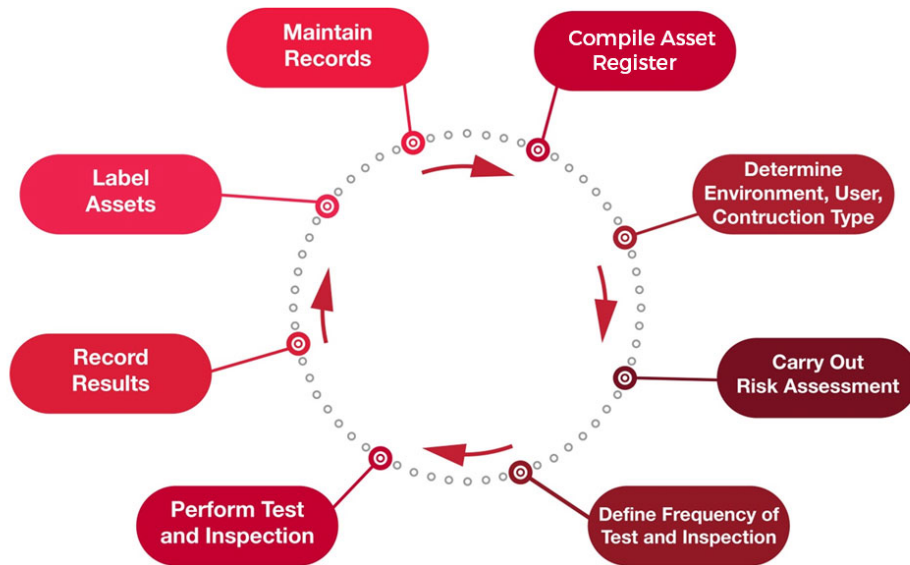 Maintain
Records
Compile Asset
Register
Label
Assets
Determine
Environment, User,
Contruction Type
Record
Results
Carry Out
Risk Assessment
Perform Test
and Inspection
Define Frequency of
Test and Inspection